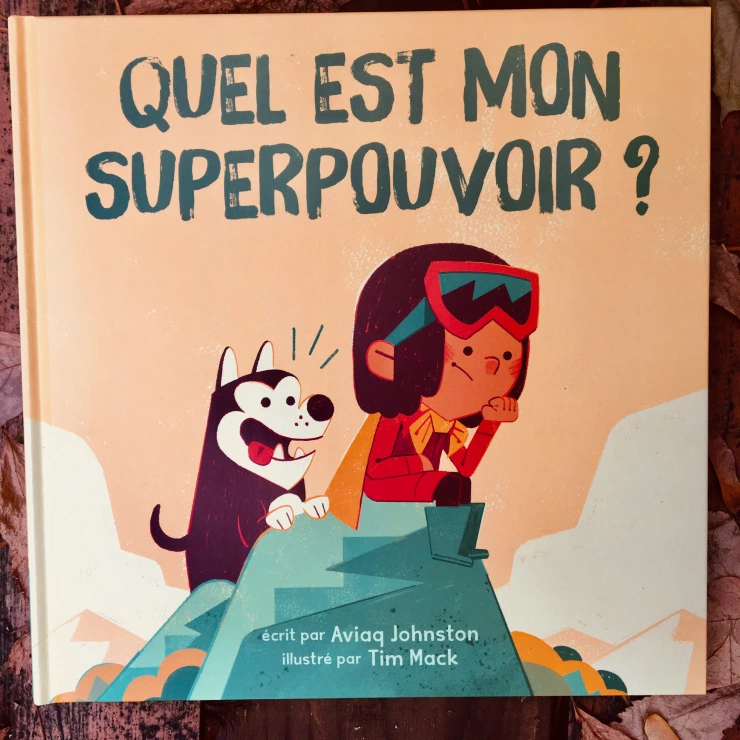 QUEL EST MON
SUPERPOUVOIR ?
écrit par Aviaq Johnston
illustré par Tim Mack